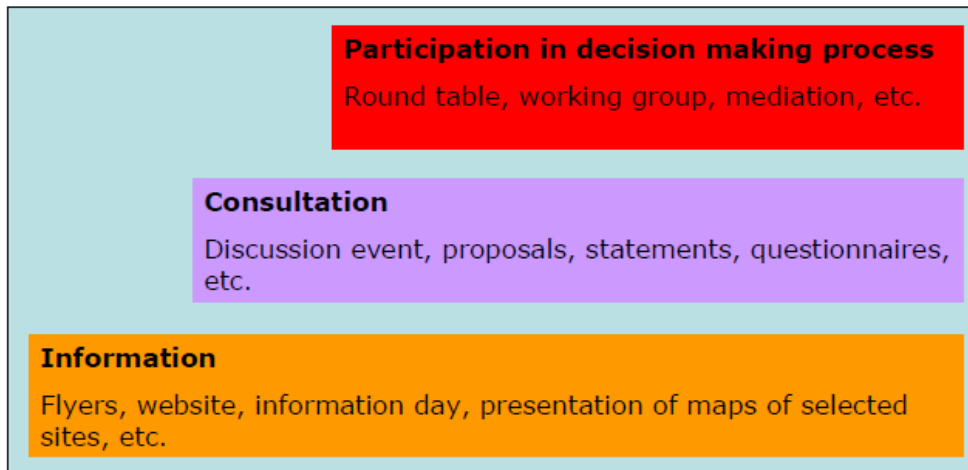 Participation in decision making process
Round table, working group, mediation, etc.
Consultation
Discussion event, proposals, statements, questionnaires,
etc.
Information
Flyers, website, information day, presentation of maps of selected
sites, etc.